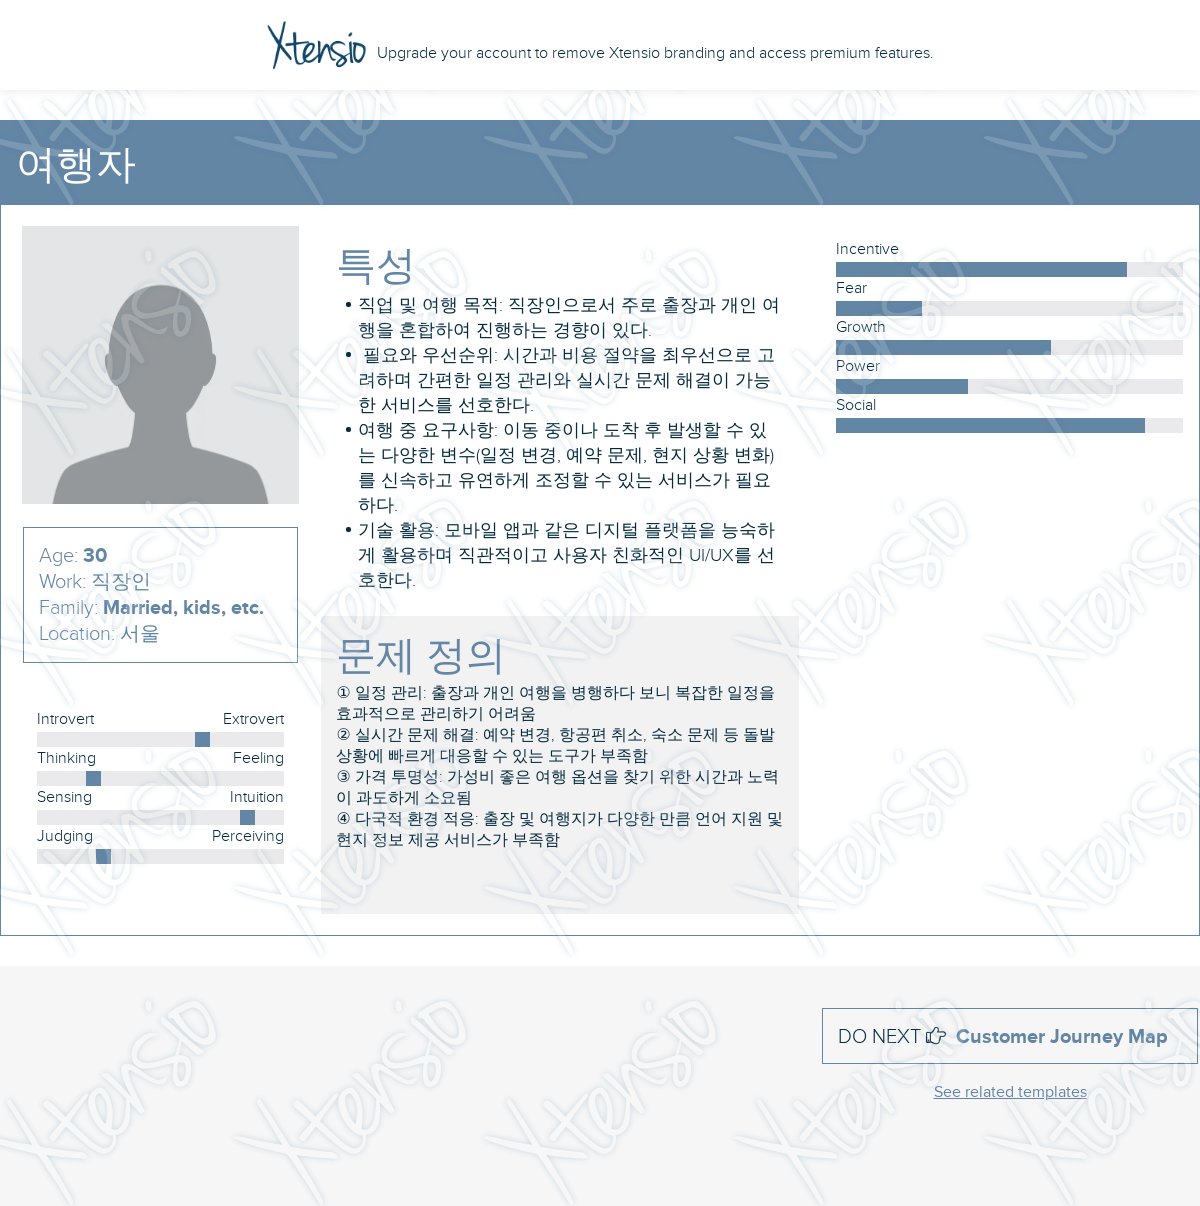 Xtensio Upgrade your account to remove Xtensio branding and access premium features.
여행자
특성
• 직업 및 여행 목적: 직장인으로서 주로 출장과 개인 여
행을 혼합하여 진행하는 경향이 있다.
• 필요와 우선순위: 시간과 비용 절약을 최우선으로 고
려하며 간편한 일정 관리와 실시간 문제 해결이 가능
한 서비스를 선호한다.
• 여행 중 요구사항: 이동 중이나 도착 후 발생할 수 있
는 다양한 변수(일정 변경, 예약 문제, 현지 상황 변화)
를 신속하고 유연하게 조정할 수 있는 서비스가 필요
하다.
• 기술 활용: 모바일 앱과 같은 디지털 플랫폼을 능숙하
게 활용하며 직관적이고 사용자 친화적인 UI/UX를 선
호한다.
Incentive
Fear
Growth
Power
Social
Age: 30
Work: 직장인
Family: Married, kids, etc.
Location: 서울
Introvert Extrovert
Thinking Feeling
Sensing Intuition
Judging Perceiving
문제 정의
① 일정 관리: 출장과 개인 여행을 병행하다 보니 복잡한 일정을
효과적으로 관리하기 어려움
② 실시간 문제 해결: 예약 변경, 항공편 취소, 숙소 문제 등 돌발
상황에 빠르게 대응할 수 있는 도구가 부족함
③ 가격 투명성: 가성비 좋은 여행 옵션을 찾기 위한 시간과 노력
이 과도하게 소요됨
④ 다국적 환경 적응: 출장 및 여행지가 다양한 만큼 언어 지원 및
현지 정보 제공 서비스가 부족함
DO NEXT Customer Journey Map
See related templates